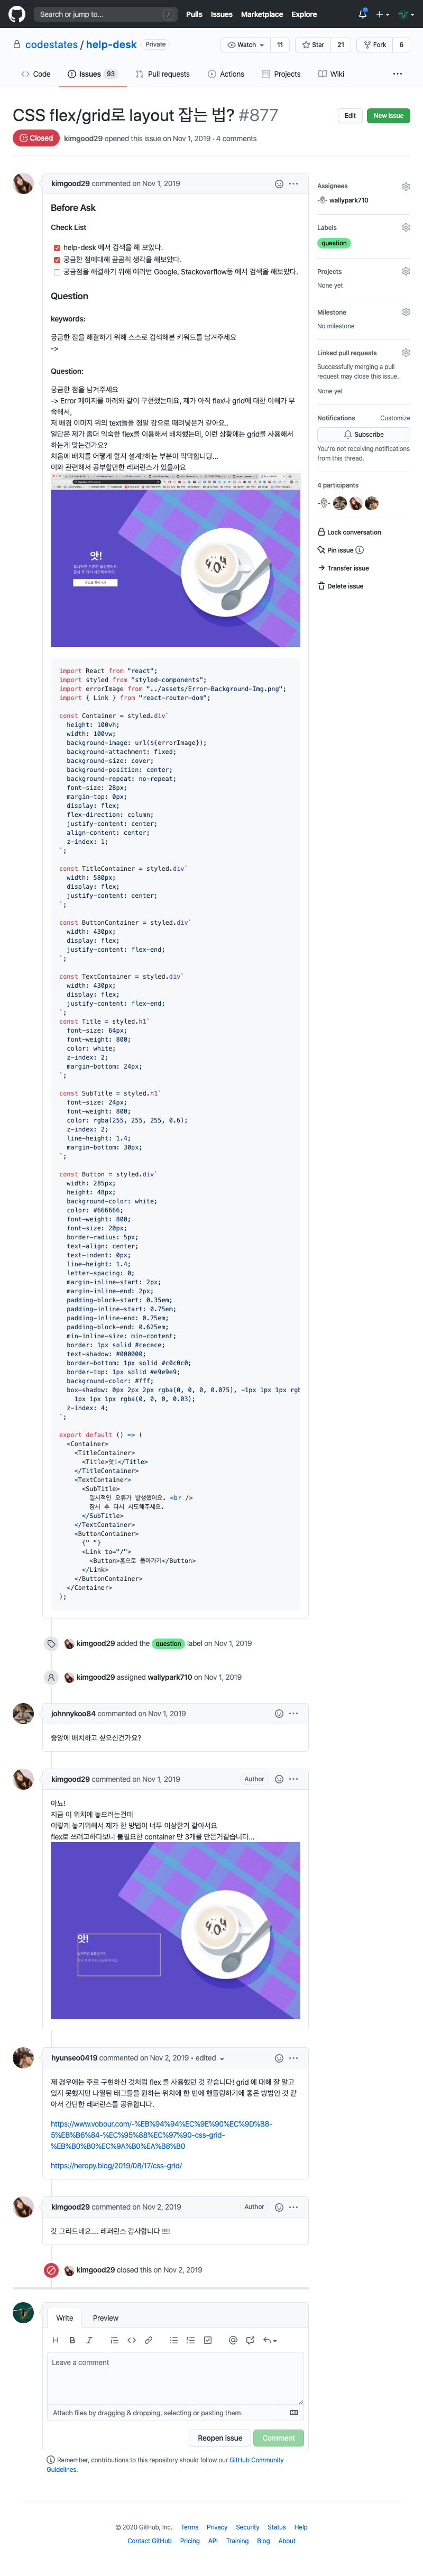 Search or jump to...
/
Pulls Issues Marketplace Explore
codestates / help-desk Private
Watch 11
Star 21
Fork 6
Code
Issues 93
Pull requests
Actions
Projects
Wiki
CSS flex/grid로 layout 잡는 법? #877
Edit
New issue
Closed
kimgood29 opened this issue on Nov 1, 2019 · 4 comments
kimgood29 commented on Nov 1, 2019
Before Ask
Check List
help-desk 에서 검색을 해 보았다.
궁금한 점에대해 곰곰히 생각을 해보았다.
궁금점을 해결하기 위해 여러번 Google, Stackoverflow등 에서 검색을 해보았다.
Question
keywords:
궁금한 점을 해결하기 위해 스스로 검색해본 키워드를 남겨주세요
->
Question:
궁금한 점을 남겨주세요
-> Error 페이지를 아래와 같이 구현했는데요, 제가 아직 flex나 grid에 대한 이해가 부
족해서,
저 배경 이미지 위의 text들을 정말 감으로 때려넣은거 같아요..
일단은 제가 좀더 익숙한 flex를 이용해서 배치했는데, 이런 상황에는 grid를 사용해서
하는게 맞는건가요?
처음에 배치를 어떻게 할지 설계?하는 부분이 막막합니당...
이와 관련해서 공부할만한 레퍼런스가 있을까요
앗!
일시적인 오류가 발생했어요.
잠시 후 다시 시도해주세요.
홈으로 돌아가기
import React from "react";
import styled from "styled-components";
import errorImage from "../assets/Error-Background-Img.png";
import { Link } from "react-router-dom";
const Container = styled.div`
height: 100vh;
width: 100vw;
background-image: url(${errorImage});
background-attachment: fixed;
background-size: cover;
background-position: center;
background-repeat: no-repeat;
font-size: 28px;
margin-top: 0px;
display: flex;
flex-direction: column;
justify-content: center;
align-content: center;
z-index: 1;
`;
const TitleContainer = styled.div`
width: 580px;
display: flex;
justify-content: center;
`;
const ButtonContainer = styled.div`
width: 430px;
display: flex;
justify-content: flex-end;
`;
const TextContainer = styled.div`
width: 430px;
display: flex;
justify-content: flex-end;
`;
const Title = styled.h1`
font-size: 64px;
font-weight: 800;
color: white;
z-index: 2;
margin-bottom: 24px;
`;
const SubTitle = styled.h1`
font-size: 24px;
font-weight: 800;
color: rgba(255, 255, 255, 0.6);
z-index: 2;
line-height: 1.4;
margin-bottom: 30px;
`;
const Button = styled.div`
width: 285px;
height: 48px;
background-color: white;
color: #666666;
font-weight: 800;
font-size: 20px;
border-radius: 5px;
text-align: center;
text-indent: 0px;
line-height: 1.4;
letter-spacing: 0;
margin-inline-start: 2px;
margin-inline-end: 2px;
padding-block-start: 0.35em;
padding-inline-start: 0.75em;
padding-inline-end: 0.75em;
padding-block-end: 0.625em;
min-inline-size: min-content;
border: 1px solid #cecece;
text-shadow: #000000;
border-bottom: 1px solid #c0c0c0;
border-top: 1px solid #e9e9e9;
background-color: #fff;
box-shadow: 0px 2px 2px rgba(0, 0, 0, 0.075), -1px 1px 1px rgb
1px 1px 1px rgba(0, 0, 0, 0.03);
z-index: 4;
`;
export default () => (
<Container>
<TitleContainer>
<Title>앗!</Title>
</TitleContainer>
<TextContainer>
<SubTitle>
일시적인 오류가 발생했어요. <br />
잠시 후 다시 시도해주세요.
</SubTitle>
</TextContainer>
<ButtonContainer>
{" "}
<Link to="/">
<Button>홈으로 돌아가기</Button>
</Link>
</ButtonContainer>
</Container>
);
kimgood29 added the question label on Nov 1, 2019
kimgood29 assigned wallypark710 on Nov 1, 2019
johnnykoo84 commented on Nov 1, 2019
중앙에 배치하고 싶으신건가요?
kimgood29 commented on Nov 1, 2019
Author
아뇨!
지금 이 위치에 놓으려는건데
이렇게 놓기위해서 제가 한 방법이 너무 이상한거 같아서요
flex로 쓰려고하다보니 불필요한 container 만 3개를 만든거같습니다...
앗!
hyunseo0419 commented on Nov 2, 2019 • edited
제 경우에는 주로 구현하신 것처럼 flex 를 사용했던 것 같습니다! grid 에 대해 잘 알고
있지 못했지만 나열된 태그들을 원하는 위치에 한 번에 핸들링하기에 좋은 방법인 것 같
아서 간단한 레퍼런스를 공유합니다.
https://www.vobour.com/-%EB%94%94%EC%9E%90%EC%9D%B8-
5%EB%B6%84-%EC%95%88%EC%97%90-css-grid-
%EB%B0%B0%EC%9A%B0%EA%B8%B0
https://heropy.blog/2019/08/17/css-grid/
kimgood29 commented on Nov 2, 2019
Author
갓 그리드네요.... 레퍼런스 감사합니다 !!!!
kimgood29 closed this on Nov 2, 2019
Write
Preview
Leave a comment
Attach files by dragging & dropping, selecting or pasting them.
Reopen issue
Comment
Remember, contributions to this repository should follow our GitHub Community
Guidelines.
Assignees
wallypark710
Labels
question
Projects
None yet
Milestone
No milestone
Linked pull requests
Successfully merging a pull
request may close this issue.
None yet
Notifications
Customize
Subscribe
You're not receiving notifications
from this thread.
4 participants
Lock conversation
Pin issue
Transfer issue
Delete issue
© 2020 GitHub, Inc. Terms Privacy Security Status Help
Contact GitHub Pricing API Training Blog About